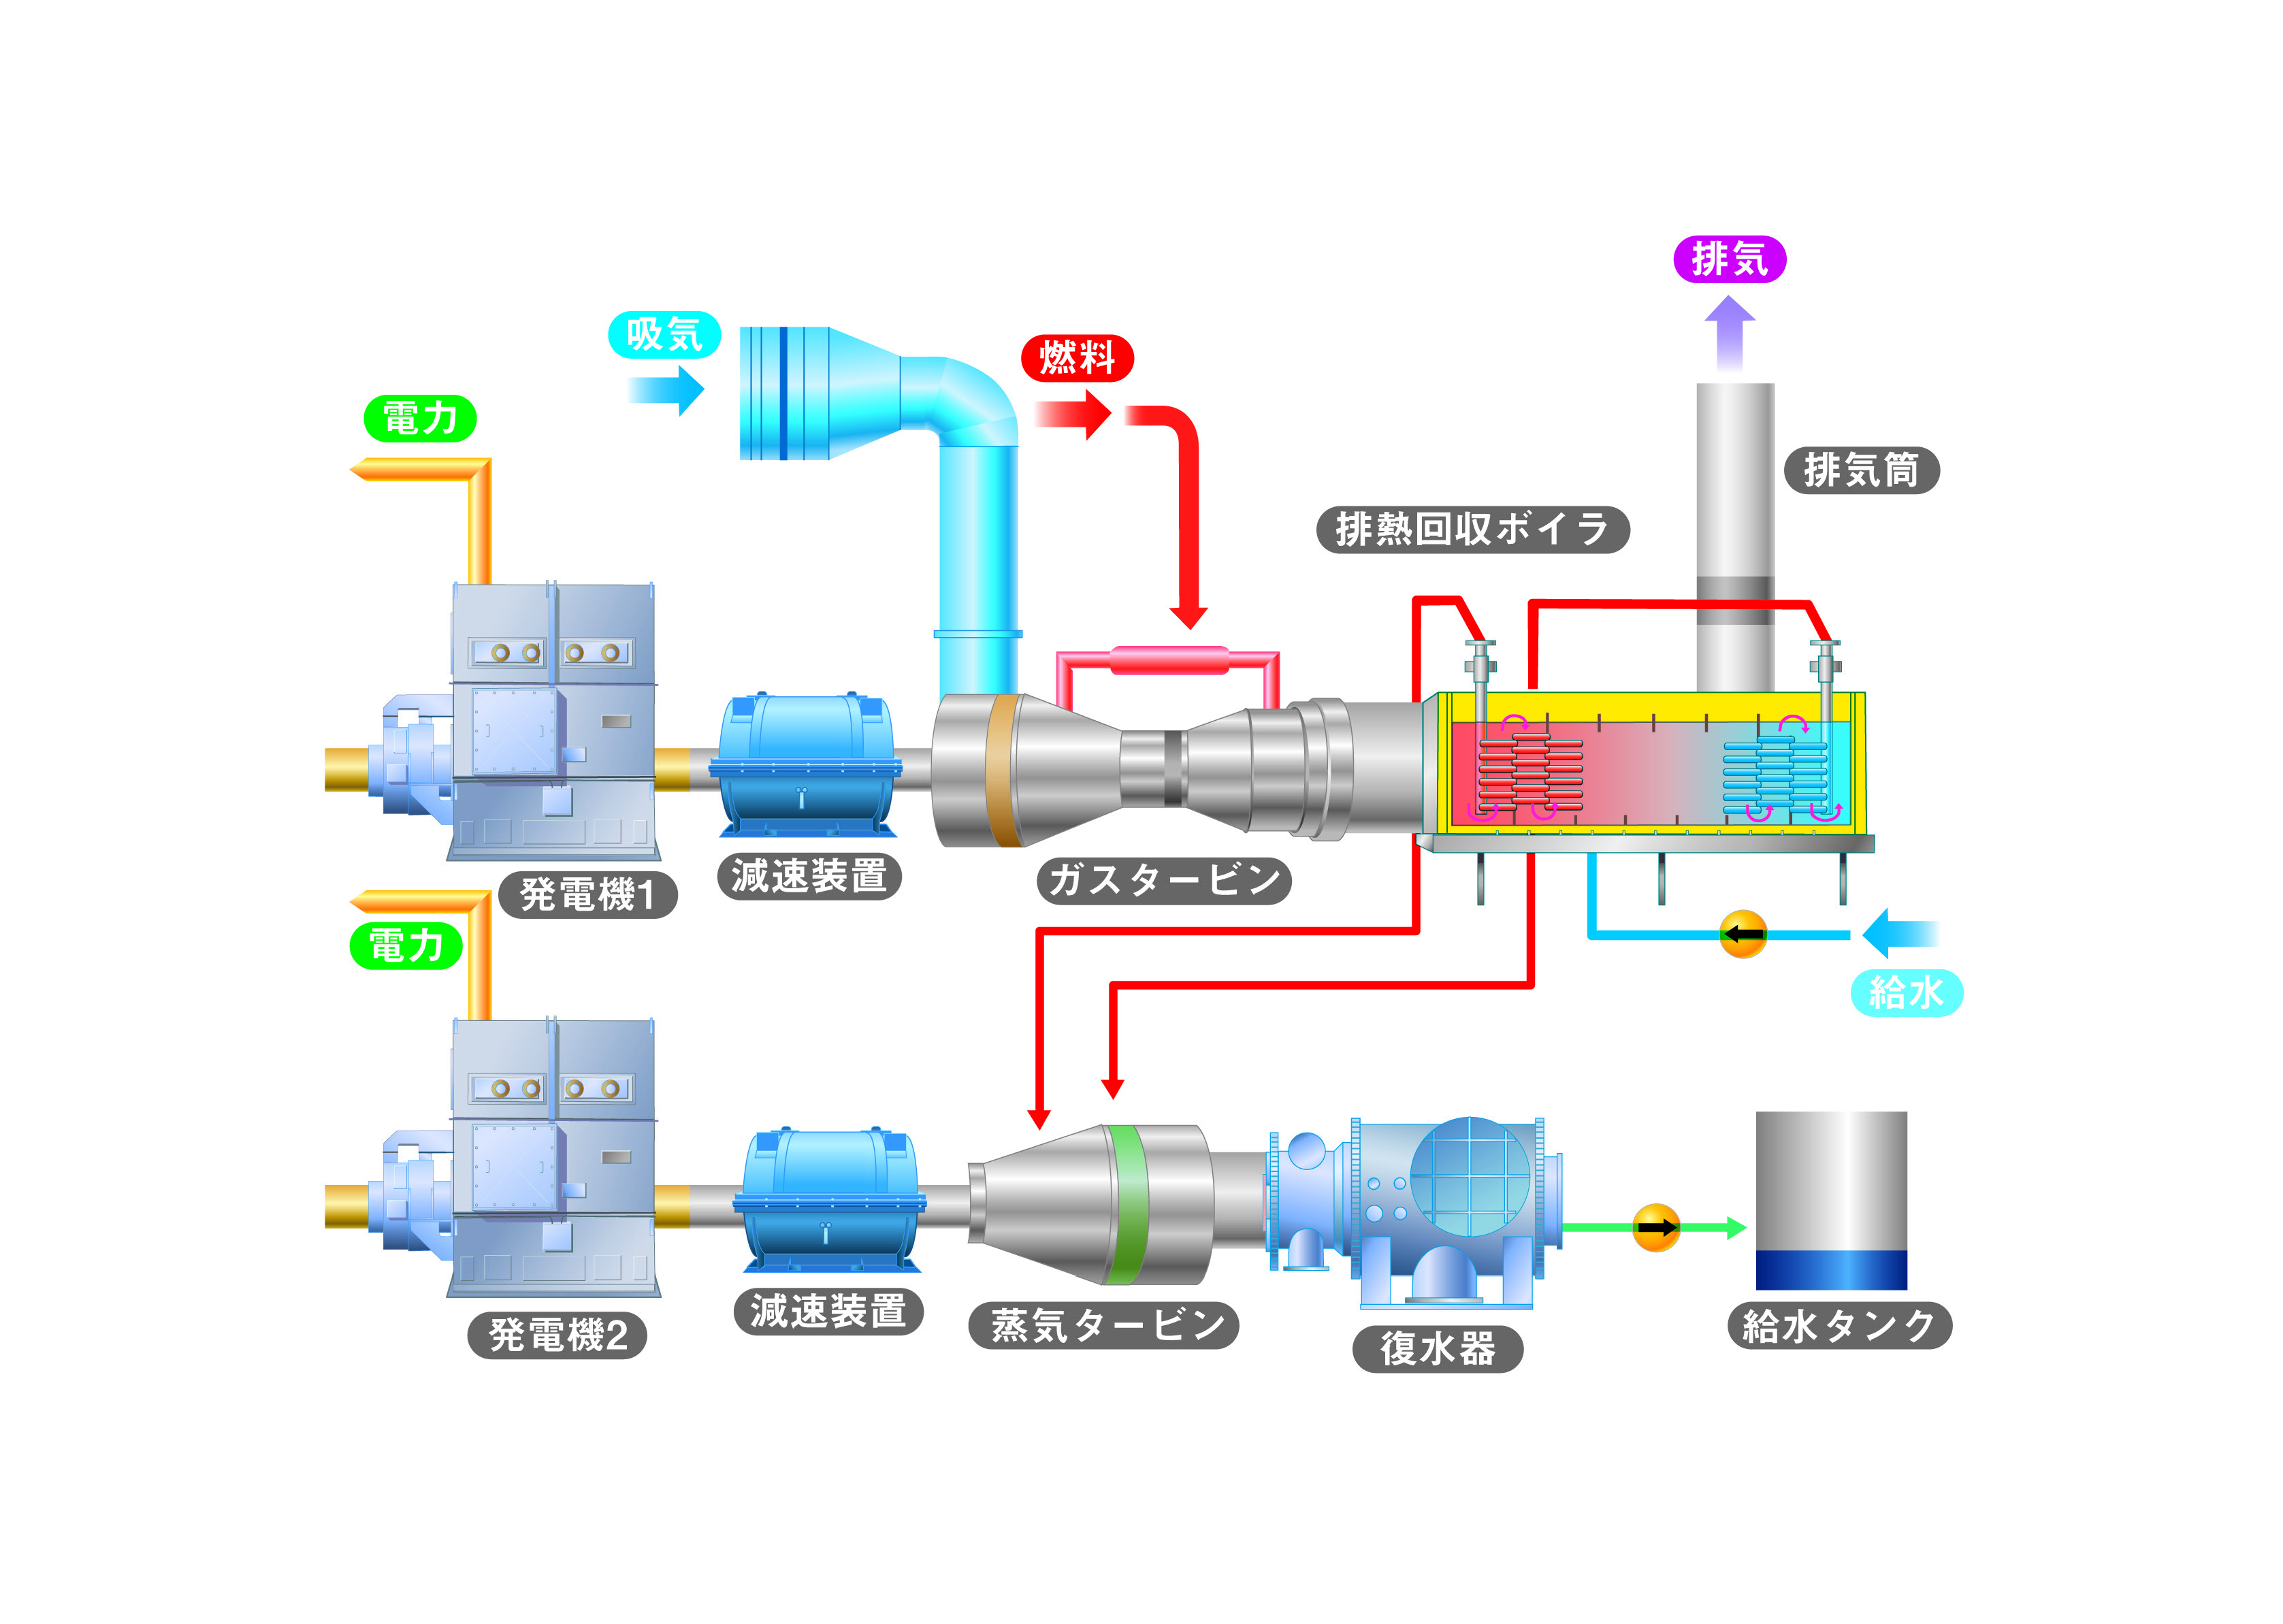 排気
吸気
燃料
電力
排気筒
排熱回収ボイラ
減速装置
ガスタービン
発電機1
電力
給水
減速装置
蒸気タービン
発電機2
復水器
給水タンク